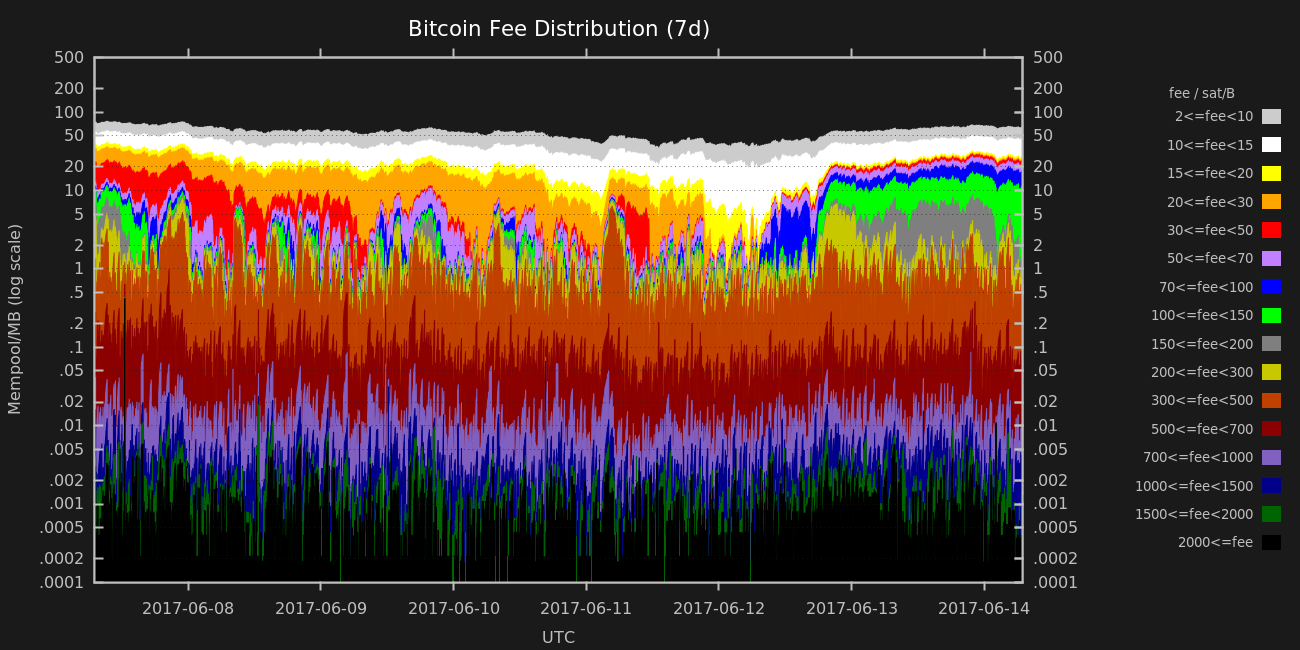 Bitcoin Fee Distribution (7d)
500
200
100
50
20
10
5
2
1
.5
.2
.1
.05
.02
.01
.005
.002
.001
.0005
.0002
.0001
Mempool/MB (log scale)
500
200
100
50
20
10
5
2
1
.5
.2
.1
.05
.02
.01
.005
.002
.001
.0005
.0002
.0001
2017-06-08 2017-06-09 2017-06-10 2017-06-11 2017-06-12 2017-06-13 2017-06-14
UTC
fee / sat/B
2<=fee<10
10<=fee<15
15<=fee<20
20<=fee<30
30<=fee<50
50<=fee<70
70<=fee<100
100<=fee<150
150<=fee<200
200<=fee<300
300<=fee<500
500<=fee<700
700<=fee<1000
1000<=fee<1500
1500<=fee<2000
2000<=fee